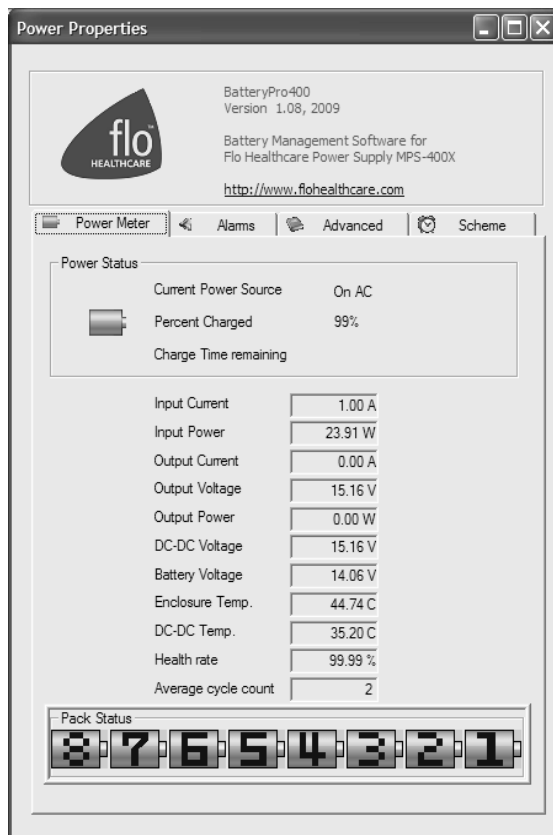 Power Properties
flo™
HEALTHCARE
BatteryPro400
Version 1.08, 2009
Battery Management Software for
Flo Healthcare Power Supply MPS-400X
http://www.flohealthcare.com
Power Meter Alarms Advanced Scheme
Power Status
Current Power Source On AC
Percent Charged 99%
Charge Time remaining
Input Current 1.00 A
Input Power 23.91 W
Output Current 0.00 A
Output Voltage 15.16 V
Output Power 0.00 W
DC-DC Voltage 15.16 V
Battery Voltage 14.06 V
Enclosure Temp. 44.74 C
DC-DC Temp. 35.20 C
Health rate 99.99 %
Average cycle count 2
Pack Status
8 7 6 5 4 3 2 1